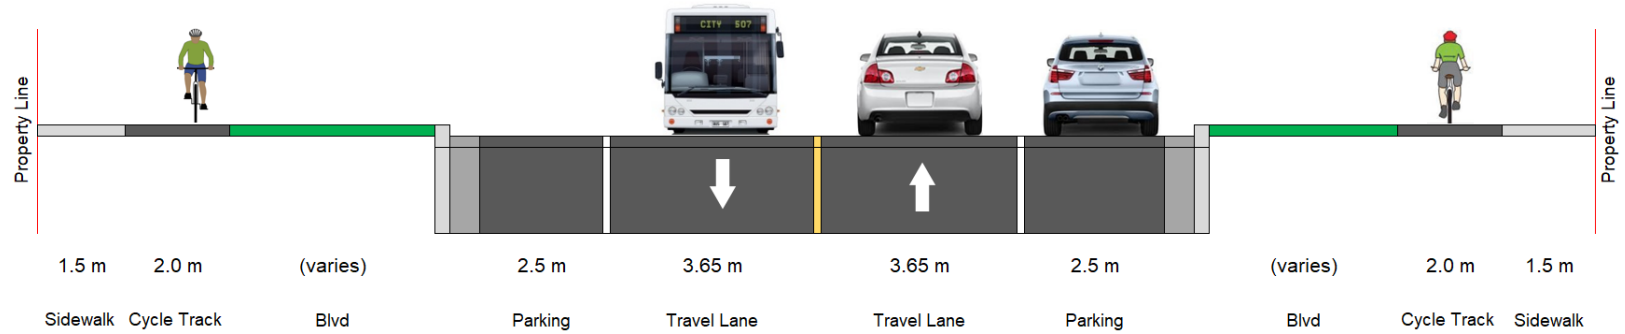 CITY 507
Property Line
Property Line
1.5 m 2.0 m (varies) 2.5 m 3.65 m 3.65 m 2.5 m (varies) 2.0 m 1.5 m
Sidewalk Cycle Track Blvd Parking Travel Lane Travel Lane Parking Blvd Cycle Track Sidewalk